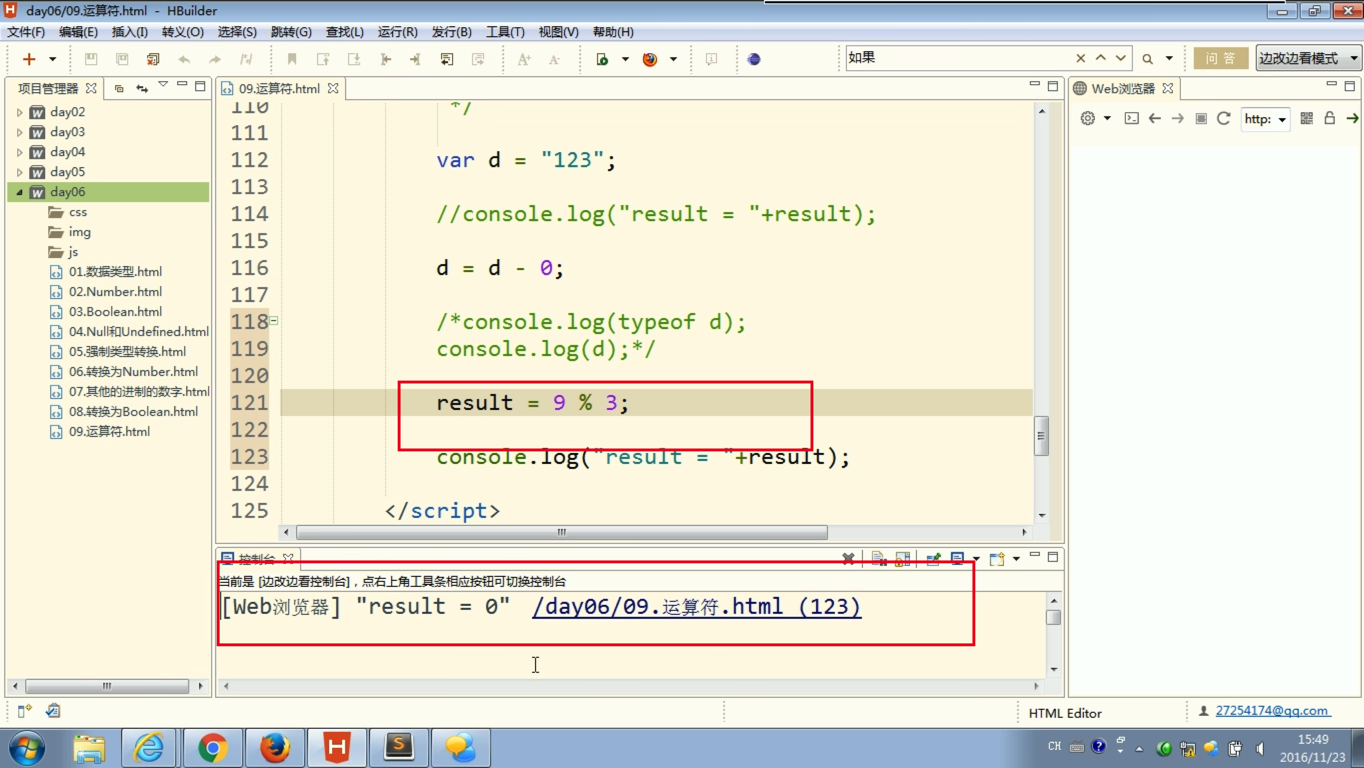 day06/09.运算符.html - HBuilder
文件(F) 编辑(E) 插入(I) 转义(O) 选择(S) 跳转(G) 查找(L) 运行(R) 发行(B) 工具(T) 视图(V) 帮助(H)
如果
问 答
边改边看模式
项目管理器
day02
day03
day04
day05
day06
css
img
js
01.数据类型.html
02.Number.html
03.Boolean.html
04.Null和Undefined.html
05.强制类型转换.html
06.转换为Number.html
07.其他的进制的数字.html
08.转换为Boolean.html
09.运算符.html
09.运算符.html
110 */
111
112 var d = "123";
113
114 //console.log("result = "+result);
115
116 d = d - 0;
117
118 /*console.log(typeof d);
119 console.log(d);*/
120
121 result = 9 % 3;
122
123 console.log("result = "+result);
124
125 </script>
控制台
当前是 [边改边看控制台]，点右上角工具条相应按钮可切换控制台
[Web浏览器] "result = 0" /day06/09.运算符.html (123)
Web浏览器
http:
HTML Editor
27254174@qq.com
CH
15:49
2016/11/23